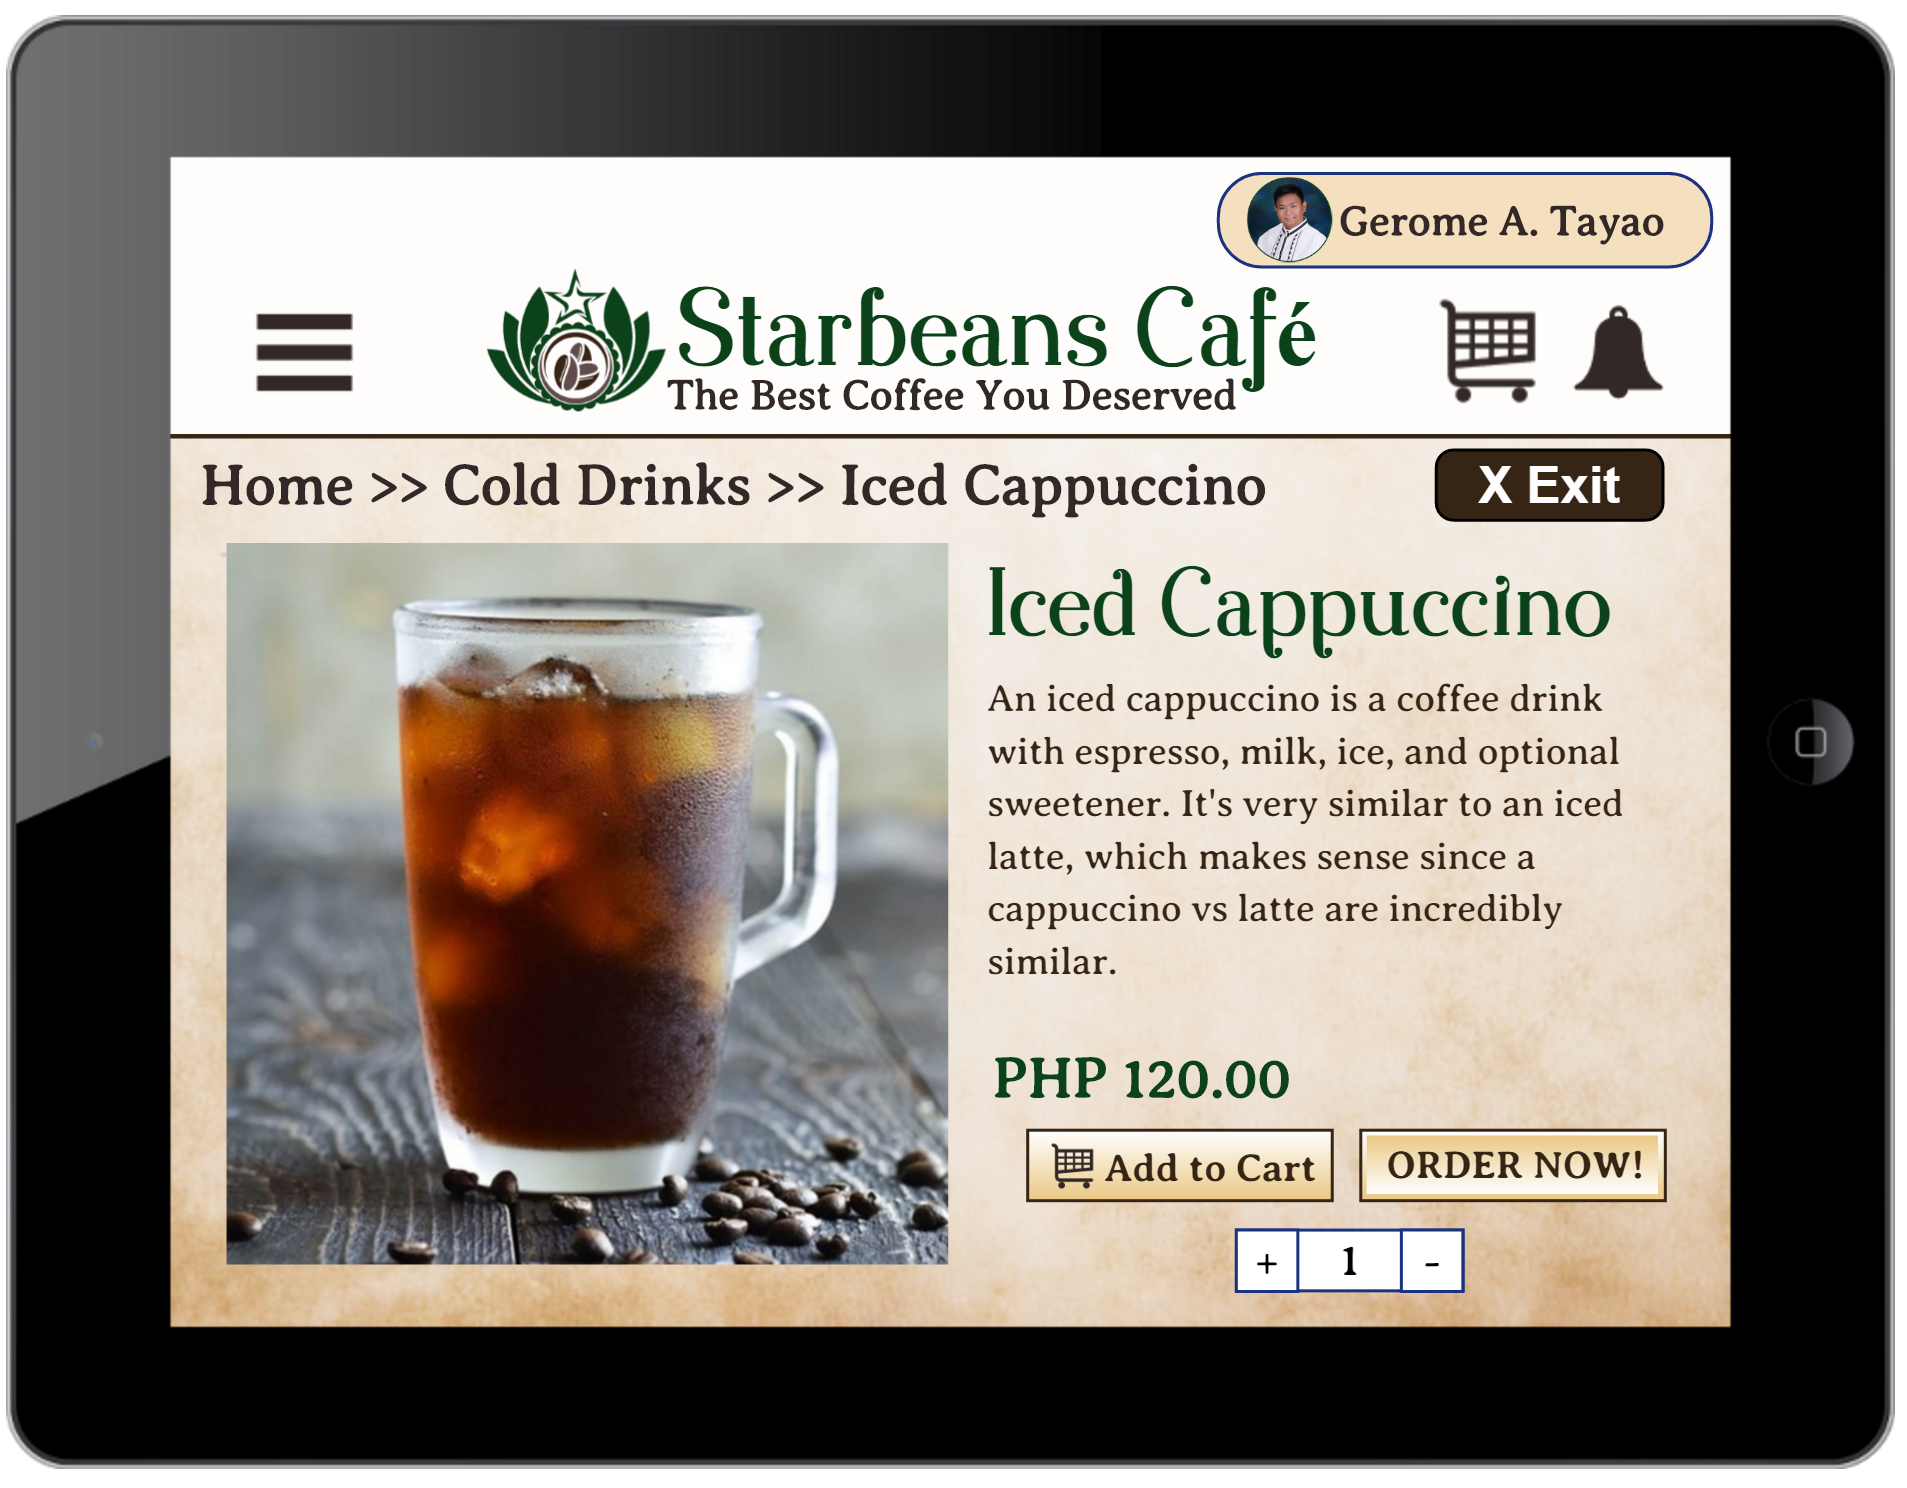 Gerome A. Tayao
Starbeans Café
The Best Coffee You Deserved
Home >> Cold Drinks >> Iced Cappuccino
X Exit
Iced Cappuccino
An iced cappuccino is a coffee drink
with espresso, milk, ice, and optional
sweetener. It's very similar to an iced
latte, which makes sense since a
cappuccino vs latte are incredibly
similar.
PHP 120.00
Add to Cart
ORDER NOW!
+ 1 -